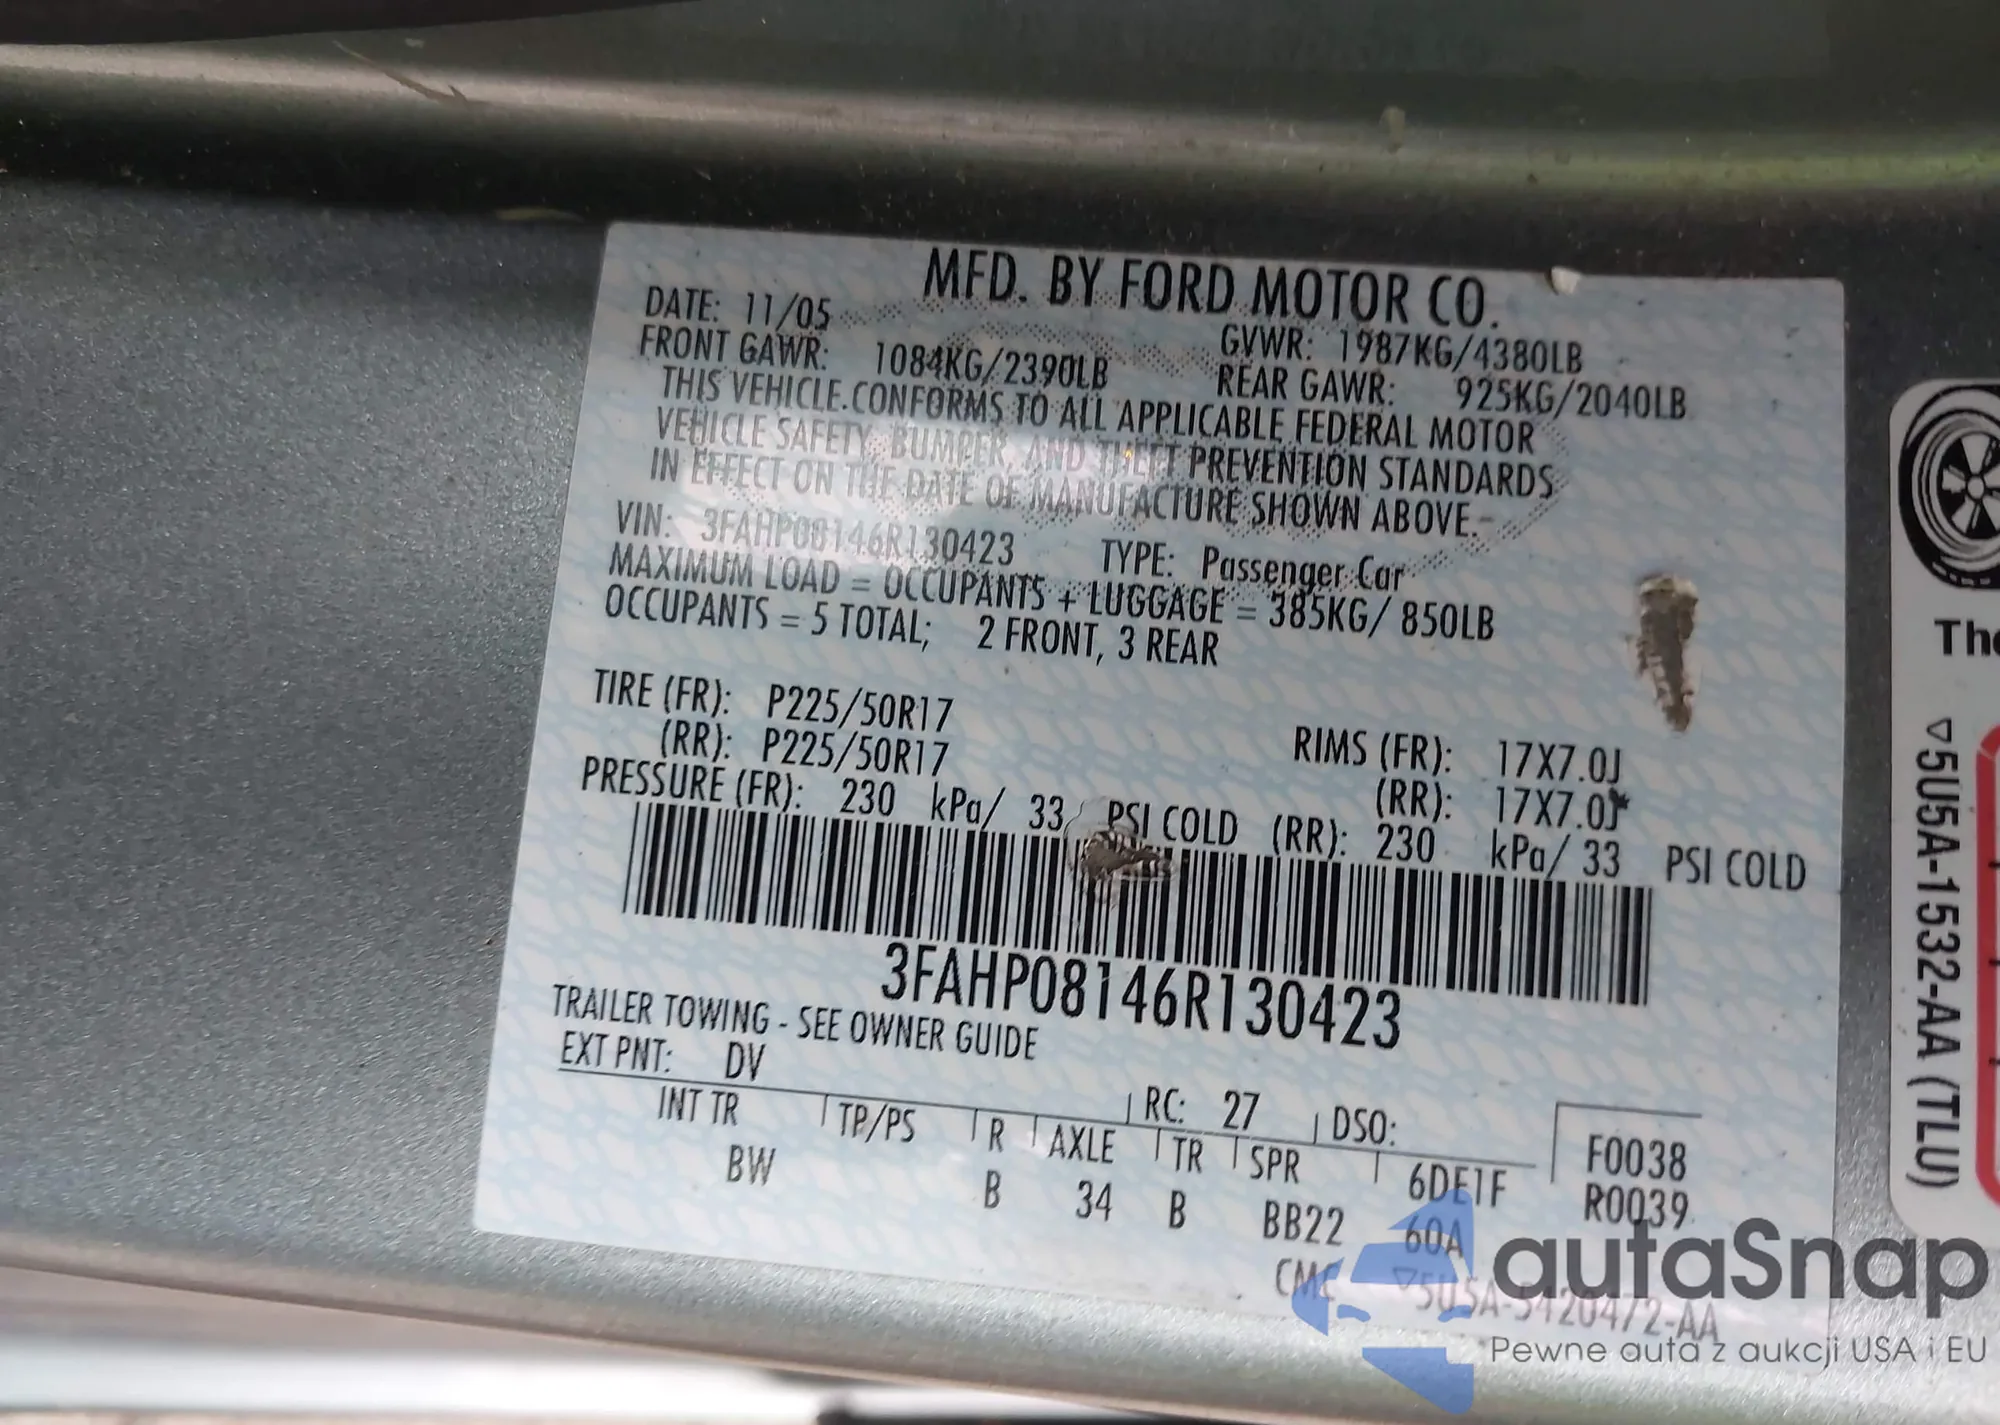 MFD. BY FORD MOTOR CO.
DATE: 11/05 GVWR: 1987KG/4380LB
FRONT GAWR: 1084KG/2390LB REAR GAWR: 925KG/2040LB
THIS VEHICLE CONFORMS TO ALL APPLICABLE FEDERAL MOTOR
VEHICLE SAFETY, BUMPER, AND THEFT PREVENTION STANDARDS
IN EFFECT ON THE DATE OF MANUFACTURE SHOWN ABOVE.
VIN: 3FAHP08146R130423 TYPE: Passenger Car
MAXIMUM LOAD = OCCUPANTS + LUGGAGE = 385KG/ 850LB
OCCUPANTS = 5 TOTAL; 2 FRONT, 3 REAR
TIRE (FR): P225/50R17 RIMS (FR): 17X7.0J
(RR): P225/50R17 (RR): 17X7.0J
PRESSURE (FR): 230 kPa/ 33 PSI COLD (RR): 230 kPa/ 33 PSI COLD
3FAHP08146R130423
TRAILER TOWING - SEE OWNER GUIDE
EXT PNT: DV RC: 27 DSO:
INT TR TP/PS R AXLE TR SPR 6DE1F F0038
BW B 34 B BB22 60A R0039
CMC ▽5U5A-5420472-AA
The
▽5U5A-1532-AA (TLU)
autaSnap
Pewne auta z aukcji USA i EU